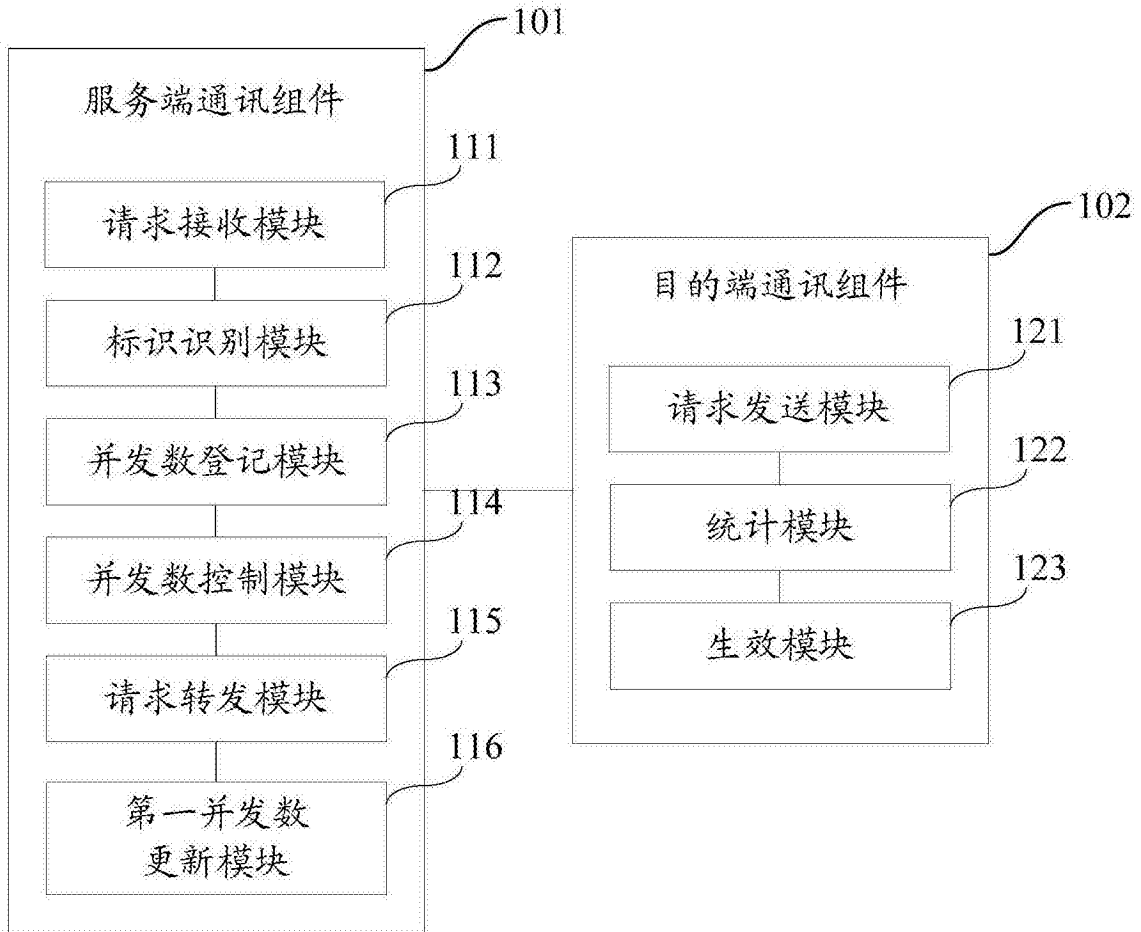 101
服务端通讯组件
111
请求接收模块
112
标识识别模块
113
并发数登记模块
114
并发数控制模块
115
请求转发模块
116
第一并发数
更新模块
102
目的端通讯组件
121
请求发送模块
122
统计模块
123
生效模块